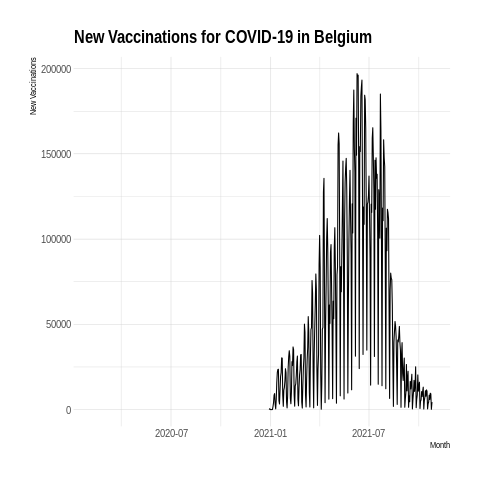 New Vaccinations for COVID-19 in Belgium
New Vaccinations
200000
150000
100000
50000
0
2020-07 2021-01 2021-07
Month